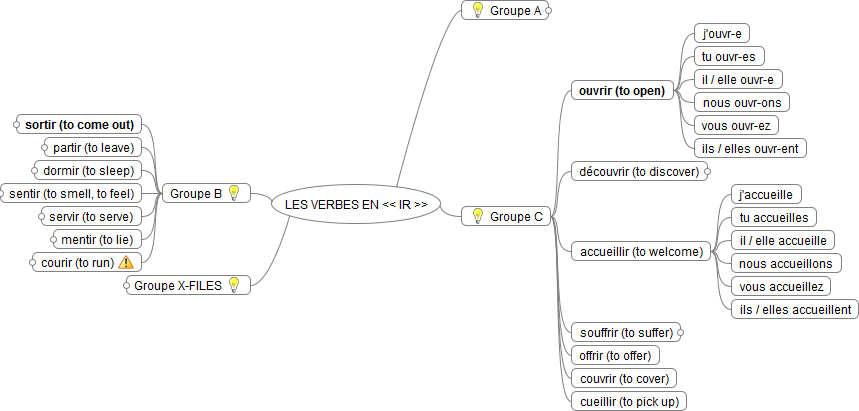 LES VERBES EN << IR >>
Groupe A
Groupe B
sortir (to come out)
partir (to leave)
dormir (to sleep)
sentir (to smell, to feel)
servir (to serve)
mentir (to lie)
courir (to run)
Groupe X-FILES
Groupe C
ouvrir (to open)
j'ouvr-e
tu ouvr-es
il / elle ouvr-e
nous ouvr-ons
vous ouvr-ez
ils / elles ouvr-ent
découvrir (to discover)
accueillir (to welcome)
j'accueille
tu accueilles
il / elle accueille
nous accueillons
vous accueillez
ils / elles accueillent
souffrir (to suffer)
offrir (to offer)
couvrir (to cover)
cueillir (to pick up)